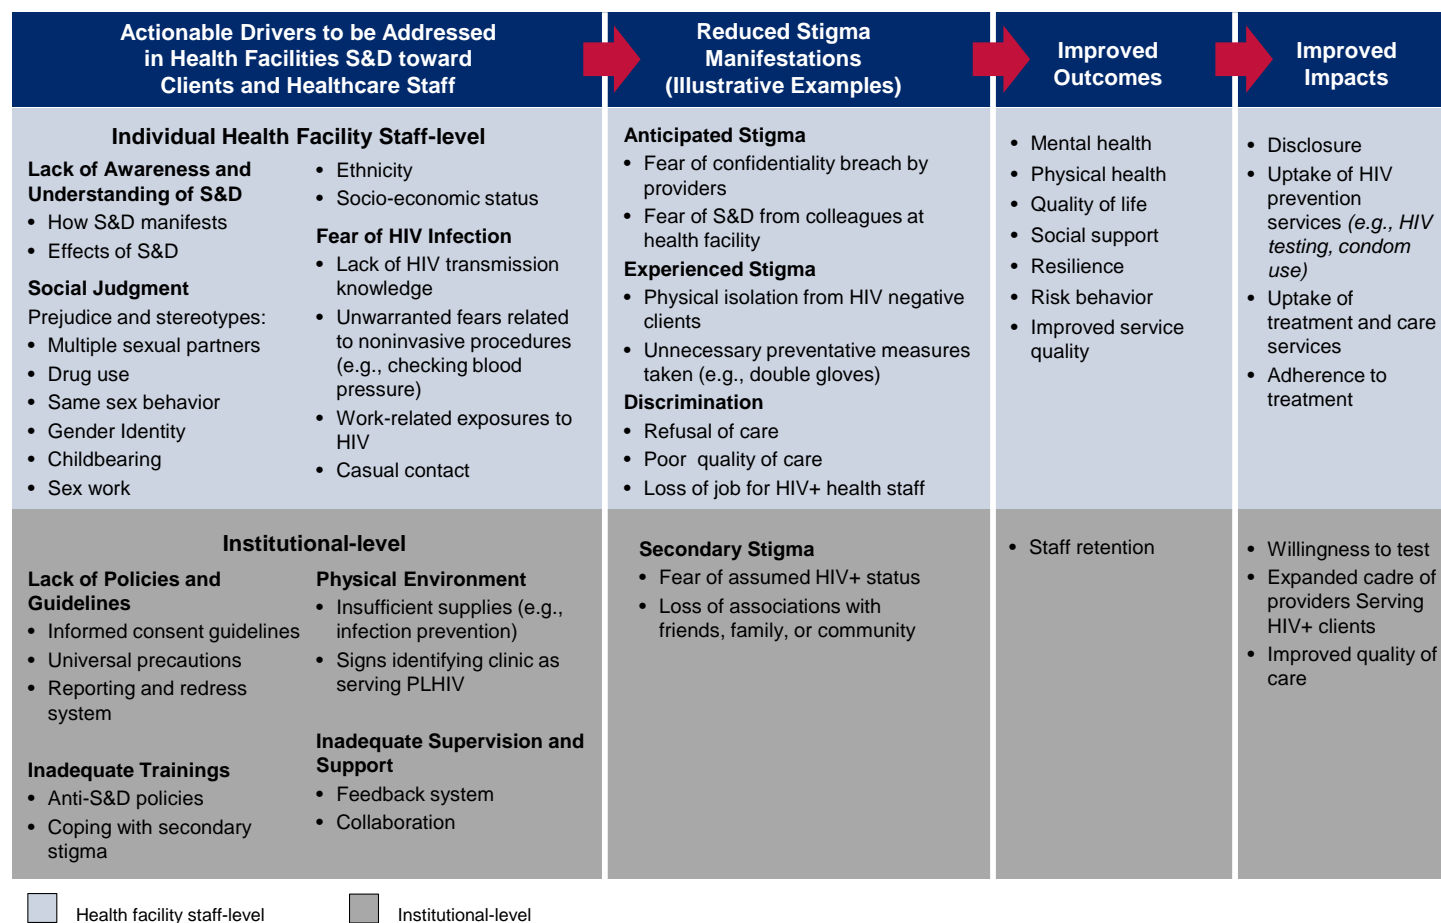 Actionable Drivers to be Addressed
in Health Facilities S&D toward
Clients and Healthcare Staff
Reduced Stigma
Manifestations
(Illustrative Examples)
Improved
Outcomes
Improved
Impacts
Individual Health Facility Staff-level
Lack of Awareness and
Understanding of S&D
• How S&D manifests
• Effects of S&D
Social Judgment
Prejudice and stereotypes:
• Multiple sexual partners
• Drug use
• Same sex behavior
• Gender Identity
• Childbearing
• Sex work
• Ethnicity
• Socio-economic status
Fear of HIV Infection
• Lack of HIV transmission
knowledge
• Unwarranted fears related
to noninvasive procedures
(e.g., checking blood
pressure)
• Work-related exposures to
HIV
• Casual contact
Anticipated Stigma
• Fear of confidentiality breach by
providers
• Fear of S&D from colleagues at
health facility
Experienced Stigma
• Physical isolation from HIV negative
clients
• Unnecessary preventative measures
taken (e.g., double gloves)
Discrimination
• Refusal of care
• Poor  quality of care
• Loss of job for HIV+ health staff
• Mental health
• Physical health
• Quality of life
• Social support
• Resilience
• Risk behavior
• Improved service
quality
• Disclosure
• Uptake of HIV
prevention
services (e.g., HIV
testing, condom
use)
• Uptake of
treatment and care
services
• Adherence to
treatment
Institutional-level
Lack of Policies and
Guidelines
• Informed consent guidelines
• Universal precautions
• Reporting and redress
system
Inadequate Trainings
• Anti-S&D policies
• Coping with secondary
stigma
Physical Environment
• Insufficient supplies (e.g.,
infection prevention)
• Signs identifying clinic as
serving PLHIV
Inadequate Supervision and
Support
• Feedback system
• Collaboration
Secondary Stigma
• Fear of assumed HIV+ status
• Loss of associations with
friends, family, or community
• Staff retention
• Willingness to test
• Expanded cadre of
providers Serving
HIV+ clients
• Improved quality of
care
Health facility staff-level
Institutional-level